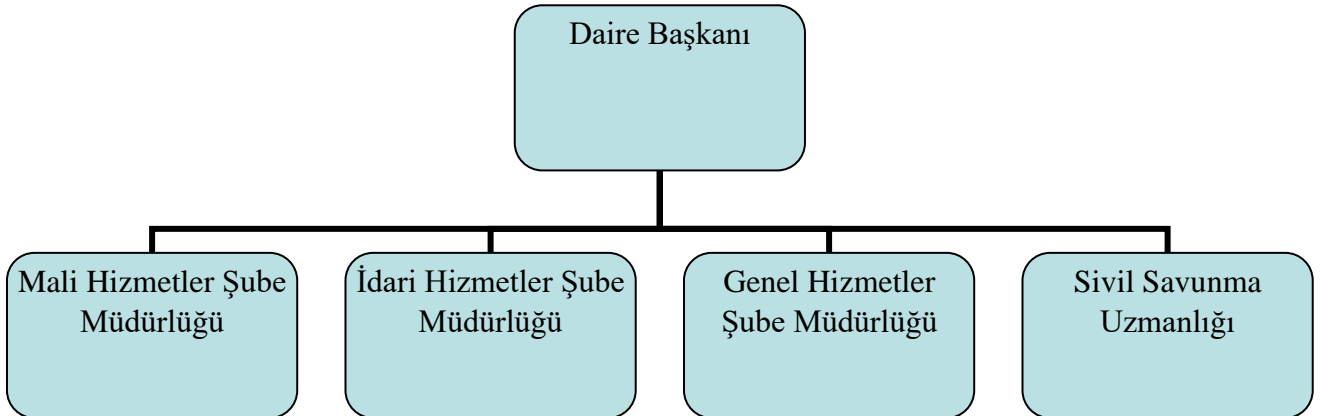 Daire Başkanı
Mali Hizmetler Şube
Müdürlüğü
İdari Hizmetler Şube
Müdürlüğü
Genel Hizmetler
Şube Müdürlüğü
Sivil Savunma
Uzmanlığı